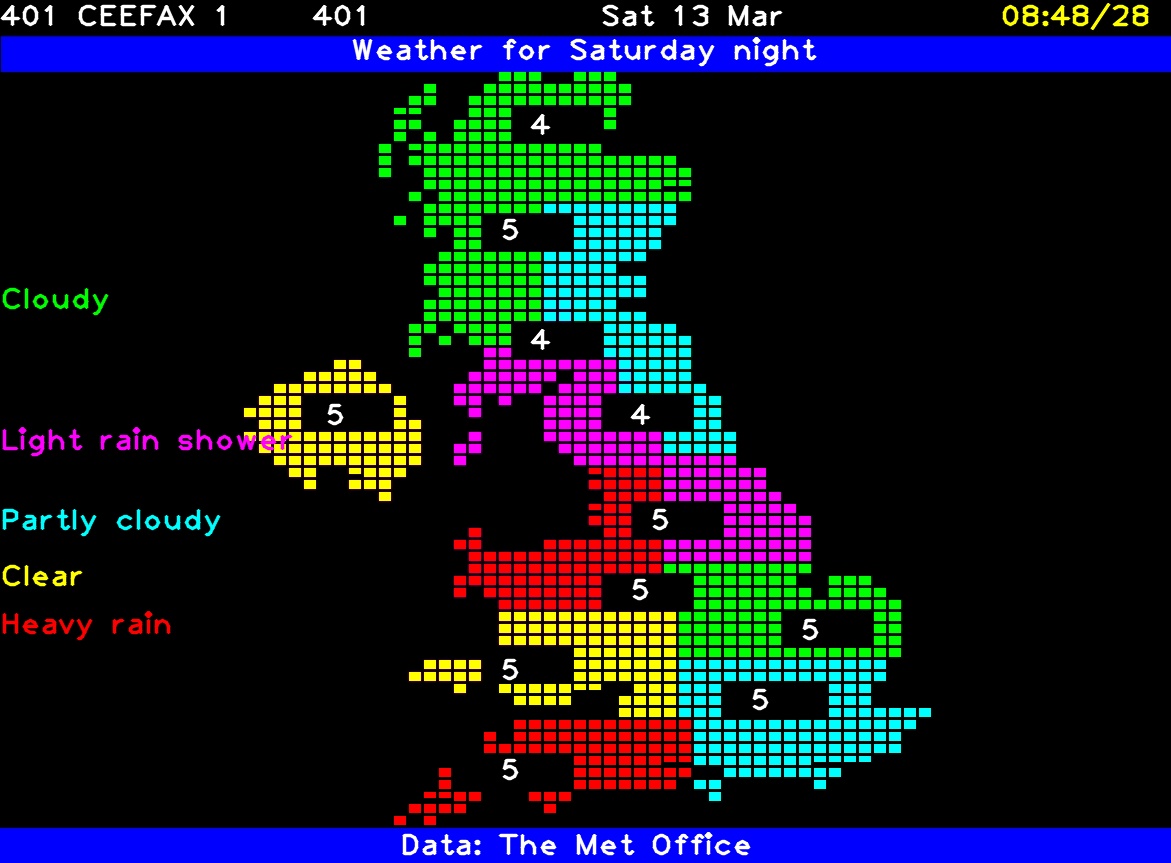 401 CEEFAX 1 401 Sat 13 Mar 08:48/28
Weather for Saturday night
4
5
Cloudy
4
5 4
Light rain shower
Partly cloudy 5
Clear
5
Heavy rain 5
5
5
5
Data: The Met Office